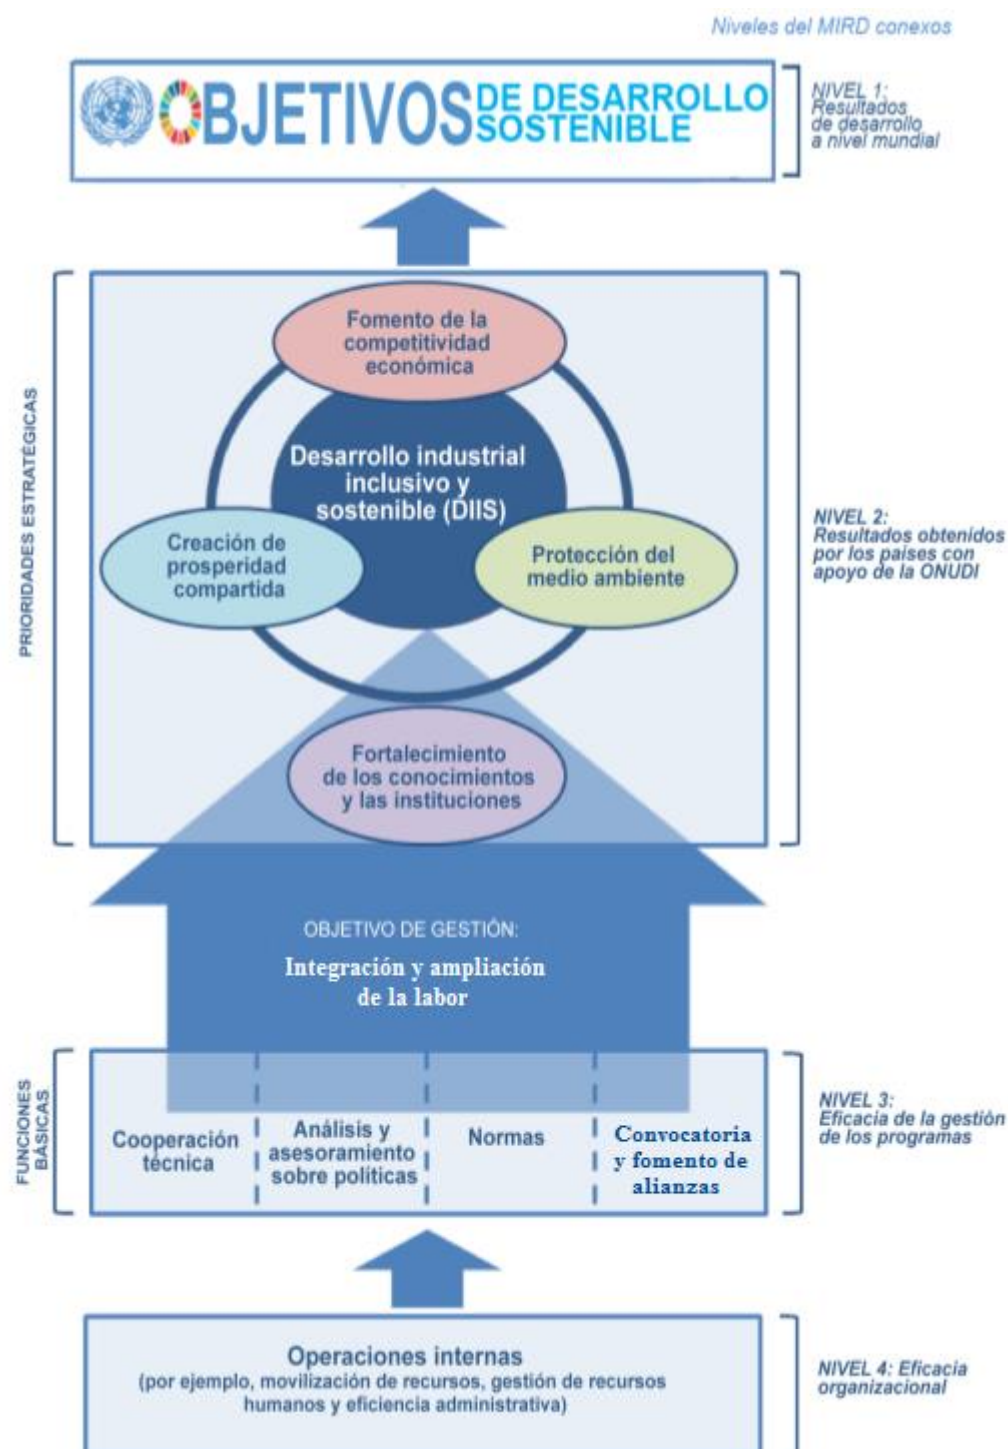 Niveles del MIRD conexos
OBJETIVOS DE DESARROLLO
SOSTENIBLE
NIVEL 1:
Resultados
de desarrollo
a nivel mundial
PRIORIDADES ESTRATÉGICAS
Fomento de la
competitividad
económica
Desarrollo industrial
inclusivo y
sostenible (DIIS)
Creación de
prosperidad
compartida
Protección del
medio ambiente
Fortalecimiento
de los conocimientos
y las instituciones
NIVEL 2:
Resultados obtenidos
por los países con
apoyo de la ONUDI
OBJETIVO DE GESTIÓN:
Integración y ampliación
de la labor
FUNCIONES
BÁSICAS
Cooperación
técnica
Análisis y
asesoramiento
sobre políticas
Normas
Convocatoria
y fomento de
alianzas
NIVEL 3:
Eficacia de la gestión
de los programas
Operaciones internas
(por ejemplo, movilización de recursos, gestión de recursos
humanos y eficiencia administrativa)
NIVEL 4: Eficacia
organizacional